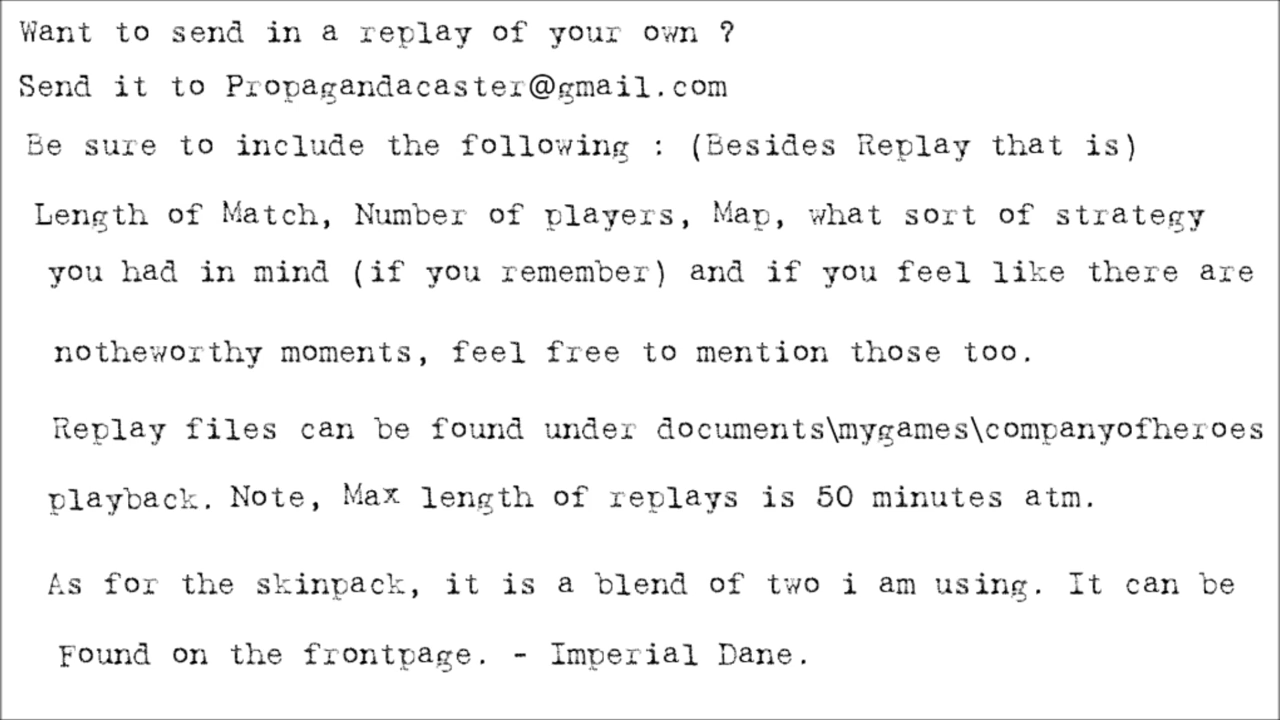 Want to send in a replay of your own ?
Send it to Propagandacaster@gmail.com
Be sure to include the following : (Besides Replay that is)
Length of Match, Number of players, Map, what sort of strategy
you had in mind (if you remember) and if you feel like there are
notheworthy moments, feel free to mention those too.
Replay files can be found under documents\mygames\companyofheroes
playback. Note, Max length of replays is 50 minutes atm.
As for the skinpack, it is a blend of two i am using. It can be
Found on the frontpage. - Imperial Dane.